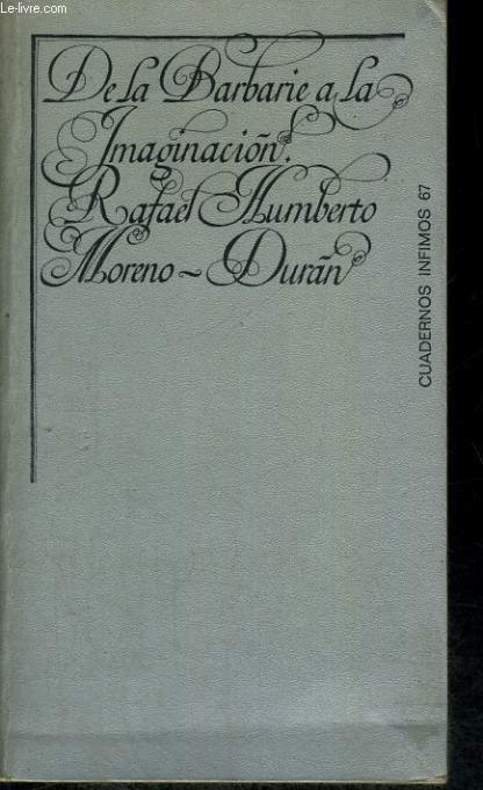 Le-livre.com
De la Barbarie a la
Imaginación.
Rafael Humberto
Moreno~Durán
CUADERNOS INFIMOS 67